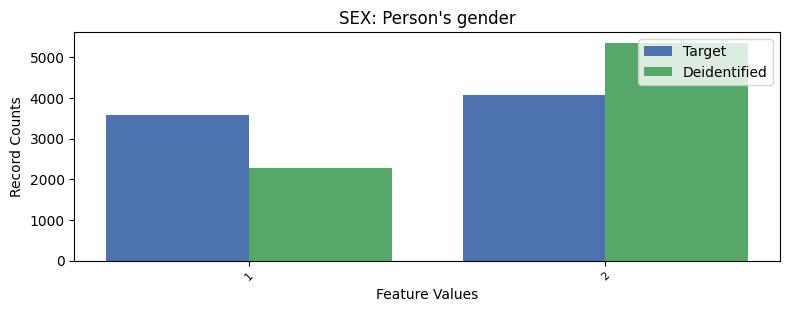 SEX: Person's gender
Record Counts
5000
4000
3000
2000
1000
0
Target
Deidentified
1
2
Feature Values